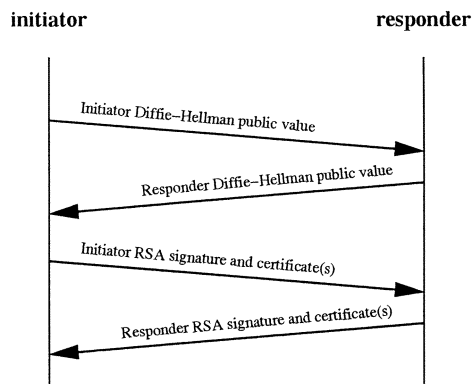 initiator
responder
Initiator Diffie–Hellman public value
Responder Diffie–Hellman public value
Initiator RSA signature and certificate(s)
Responder RSA signature and certificate(s)